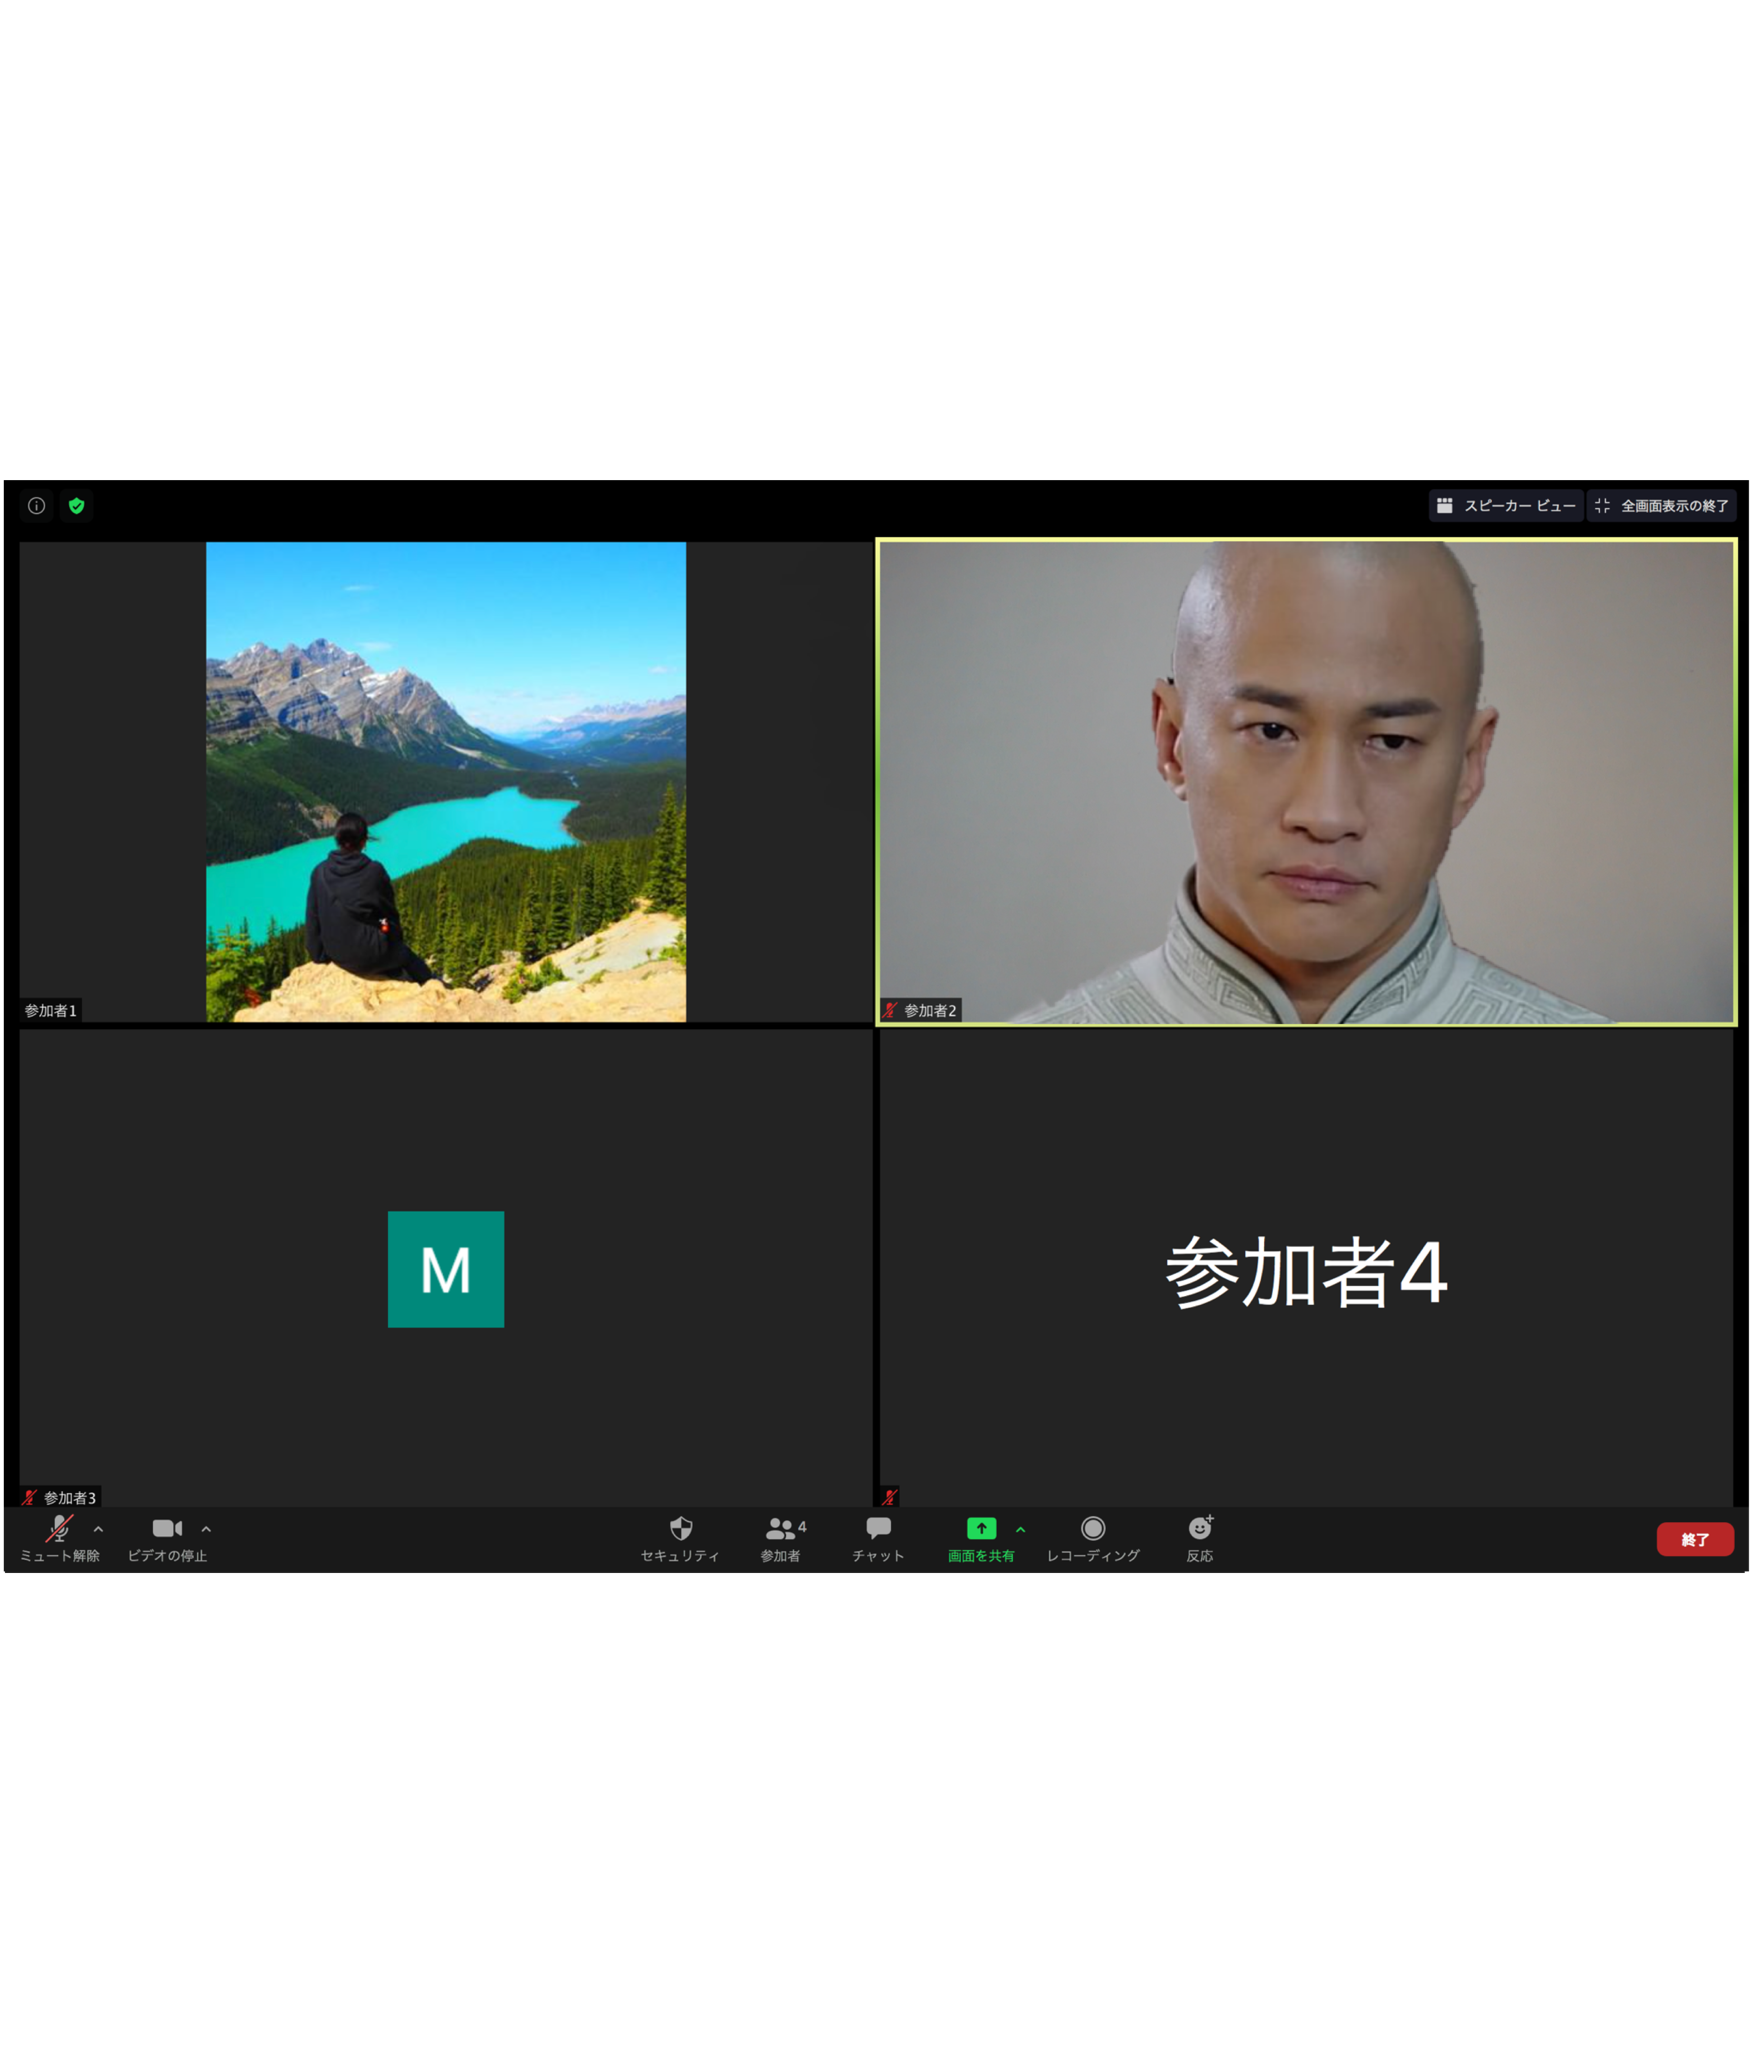 スピーカー ビュー
全画面表示の終了
参加者1
参加者2
M
参加者4
参加者3
ミュート解除
ビデオの停止
セキュリティ
4
参加者
チャット
画面を共有
レコーディング
反応
終了